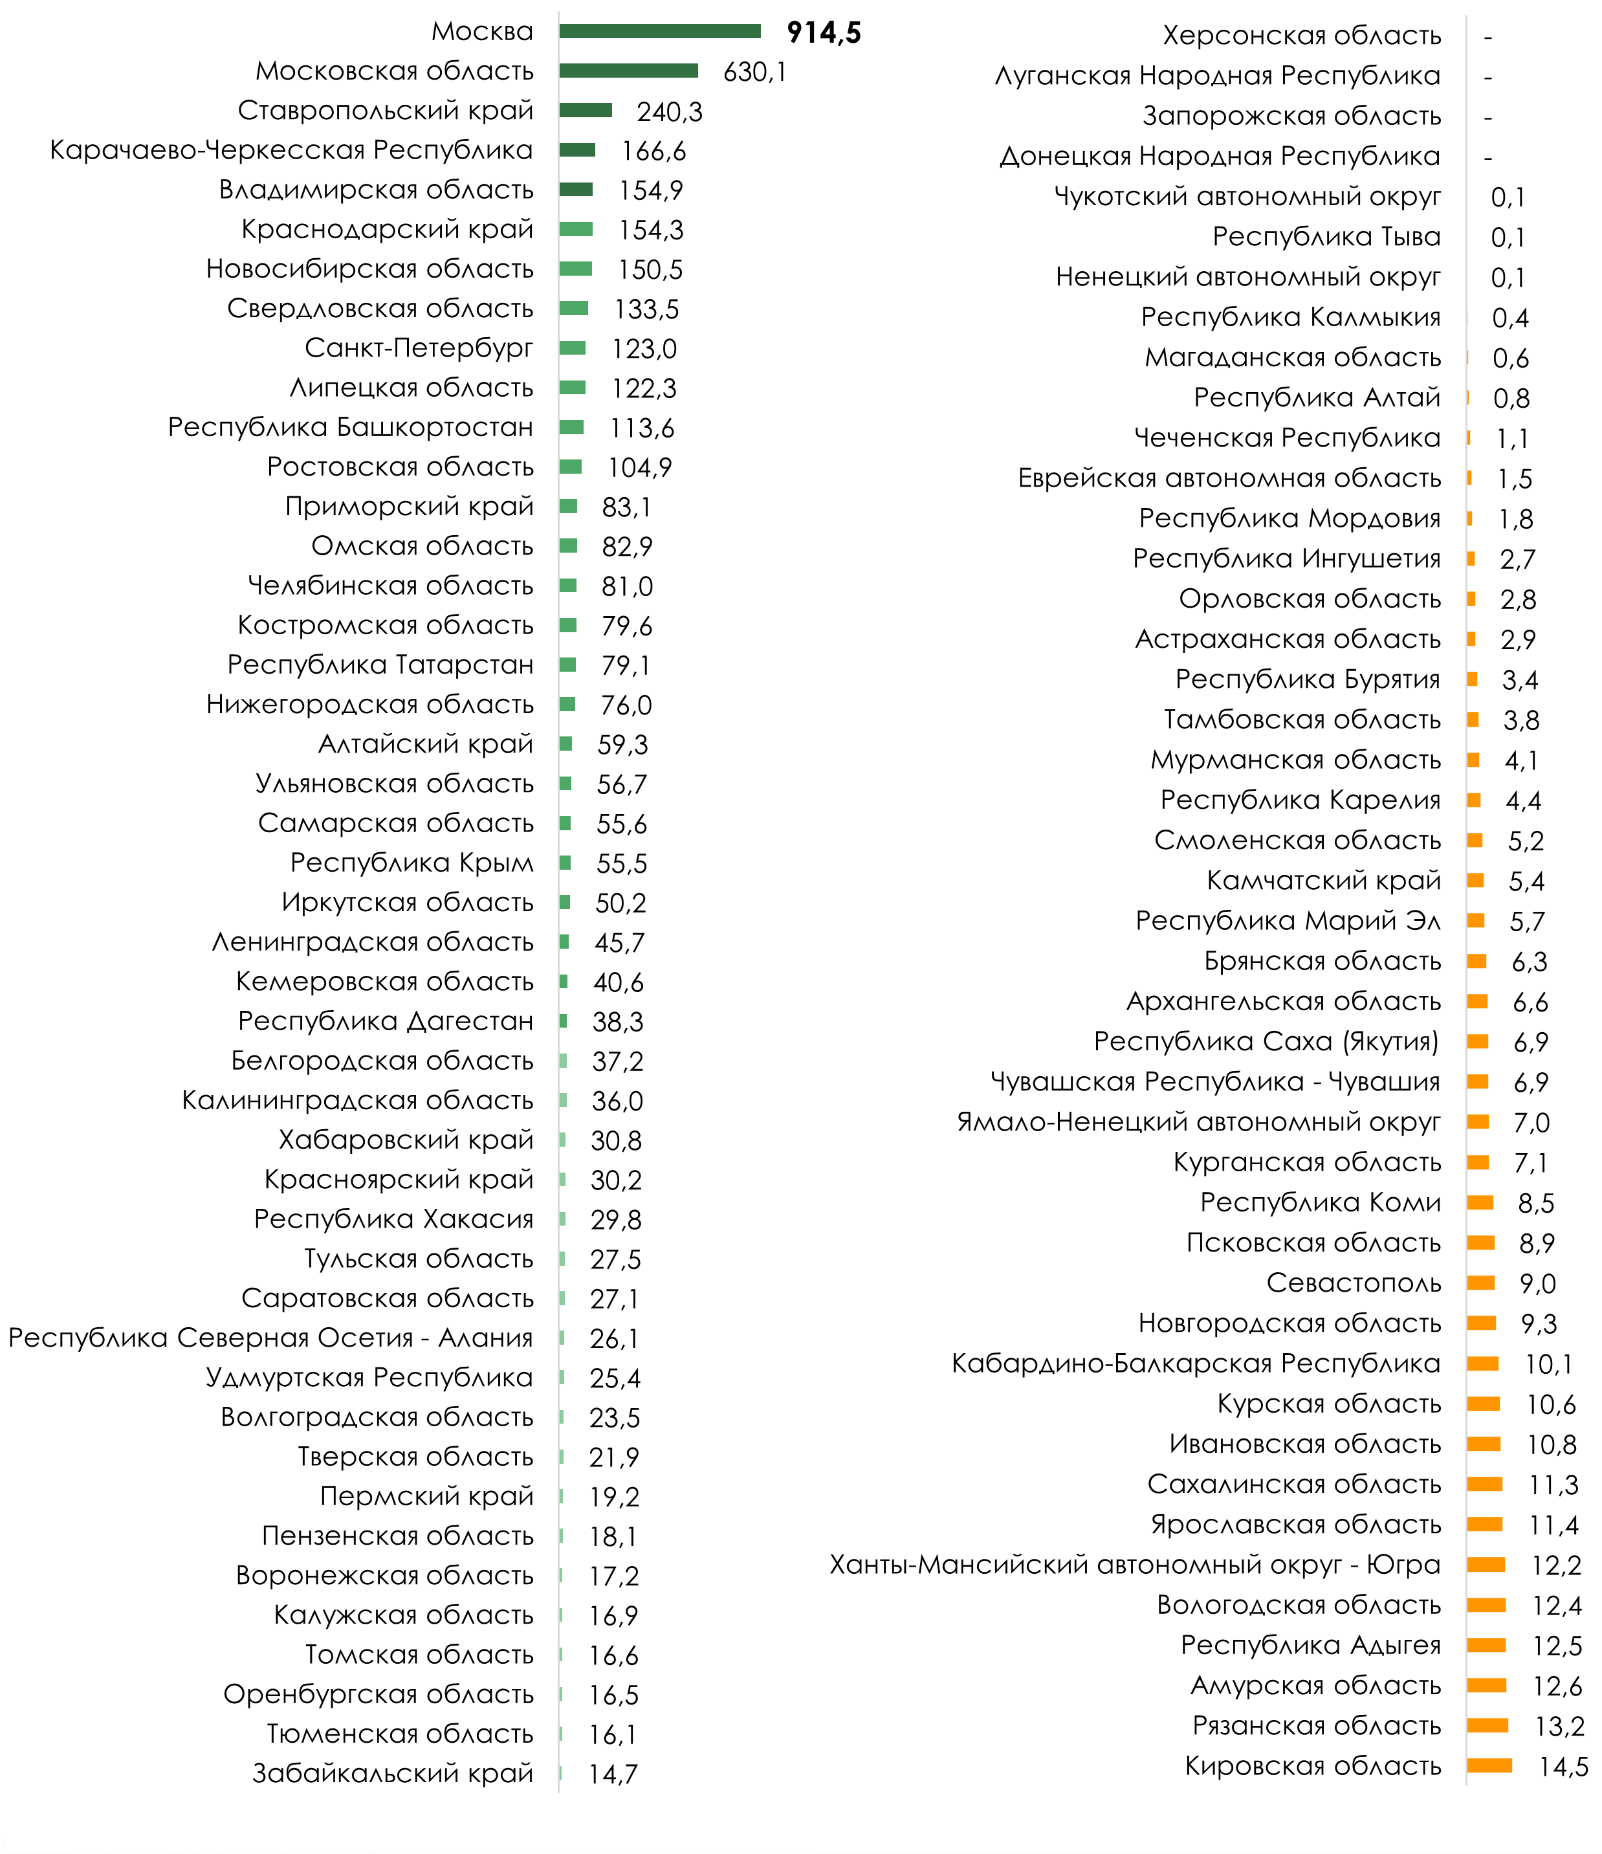 Москва 914,5
Московская область 630,1
Ставропольский край 240,3
Карачаево-Черкесская Республика 166,6
Владимирская область 154,9
Краснодарский край 154,3
Новосибирская область 150,5
Свердловская область 133,5
Санкт-Петербург 123,0
Липецкая область 122,3
Республика Башкортостан 113,6
Ростовская область 104,9
Приморский край 83,1
Омская область 82,9
Челябинская область 81,0
Костромская область 79,6
Республика Татарстан 79,1
Нижегородская область 76,0
Алтайский край 59,3
Ульяновская область 56,7
Самарская область 55,6
Республика Крым 55,5
Иркутская область 50,2
Ленинградская область 45,7
Кемеровская область 40,6
Республика Дагестан 38,3
Белгородская область 37,2
Калининградская область 36,0
Хабаровский край 30,8
Красноярский край 30,2
Республика Хакасия 29,8
Тульская область 27,5
Саратовская область 27,1
Республика Северная Осетия - Алания 26,1
Удмуртская Республика 25,4
Волгоградская область 23,5
Тверская область 21,9
Пермский край 19,2
Пензенская область 18,1
Воронежская область 17,2
Калужская область 16,9
Томская область 16,6
Оренбургская область 16,5
Тюменская область 16,1
Забайкальский край 14,7
Херсонская область -
Луганская Народная Республика -
Запорожская область -
Донецкая Народная Республика -
Чукотский автономный округ 0,1
Республика Тыва 0,1
Ненецкий автономный округ 0,1
Республика Калмыкия 0,4
Магаданская область 0,6
Республика Алтай 0,8
Чеченская Республика 1,1
Еврейская автономная область 1,5
Республика Мордовия 1,8
Республика Ингушетия 2,7
Орловская область 2,8
Астраханская область 2,9
Республика Бурятия 3,4
Тамбовская область 3,8
Мурманская область 4,1
Республика Карелия 4,4
Смоленская область 5,2
Камчатский край 5,4
Республика Марий Эл 5,7
Брянская область 6,3
Архангельская область 6,6
Республика Саха (Якутия) 6,9
Чувашская Республика - Чувашия 6,9
Ямало-Ненецкий автономный округ 7,0
Курганская область 7,1
Республика Коми 8,5
Псковская область 8,9
Севастополь 9,0
Новгородская область 9,3
Кабардино-Балкарская Республика 10,1
Курская область 10,6
Ивановская область 10,8
Сахалинская область 11,3
Ярославская область 11,4
Ханты-Мансийский автономный округ - Югра 12,2
Вологодская область 12,4
Республика Адыгея 12,5
Амурская область 12,6
Рязанская область 13,2
Кировская область 14,5